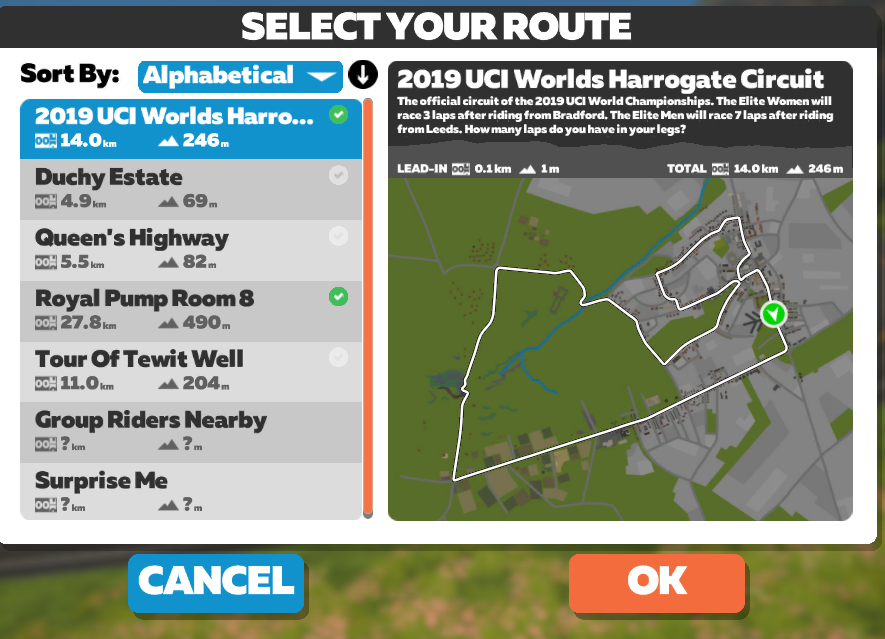 SELECT YOUR ROUTE
Sort By: Alphabetical
2019 UCI Worlds Harro...
14.0km 246m
Duchy Estate
4.9km 69m
Queen's Highway
5.5km 82m
Royal Pump Room 8
27.8km 490m
Tour Of Tewit Well
11.0km 204m
Group Riders Nearby
?km ?m
Surprise Me
?km ?m
2019 UCI Worlds Harrogate Circuit
The official circuit of the 2019 UCI World Championships. The Elite Women will
race 3 laps after riding from Bradford. The Elite Men will race 7 laps after riding
from Leeds. How many laps do you have in your legs?
LEAD-IN 0.1km 1m TOTAL 14.0km 246m
CANCEL
OK